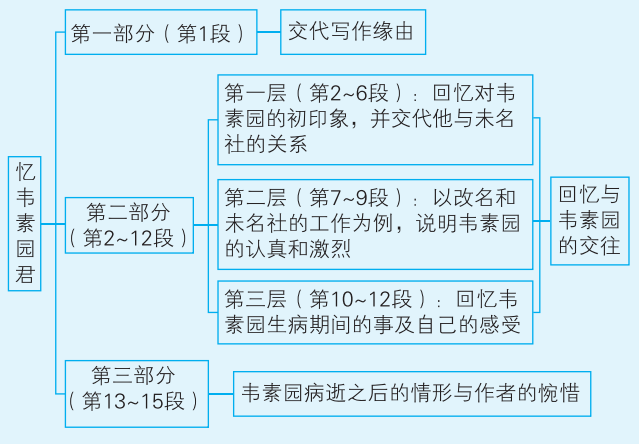 忆韦素园君
第一部分（第1段）
交代写作缘由
第二部分
（第2~12段）
第一层（第2~6段）：回忆对韦
素园的初印象，并交代他与未名
社的关系
第二层（第7~9段）：以改名和
未名社的工作为例，说明韦素园
的认真和激烈
第三层（第10~12段）：回忆韦
素园生病期间的事及自己的感受
回忆与
韦素园
的交往
第三部分
（第13~15段）
韦素园病逝之后的情形与作者的惋惜